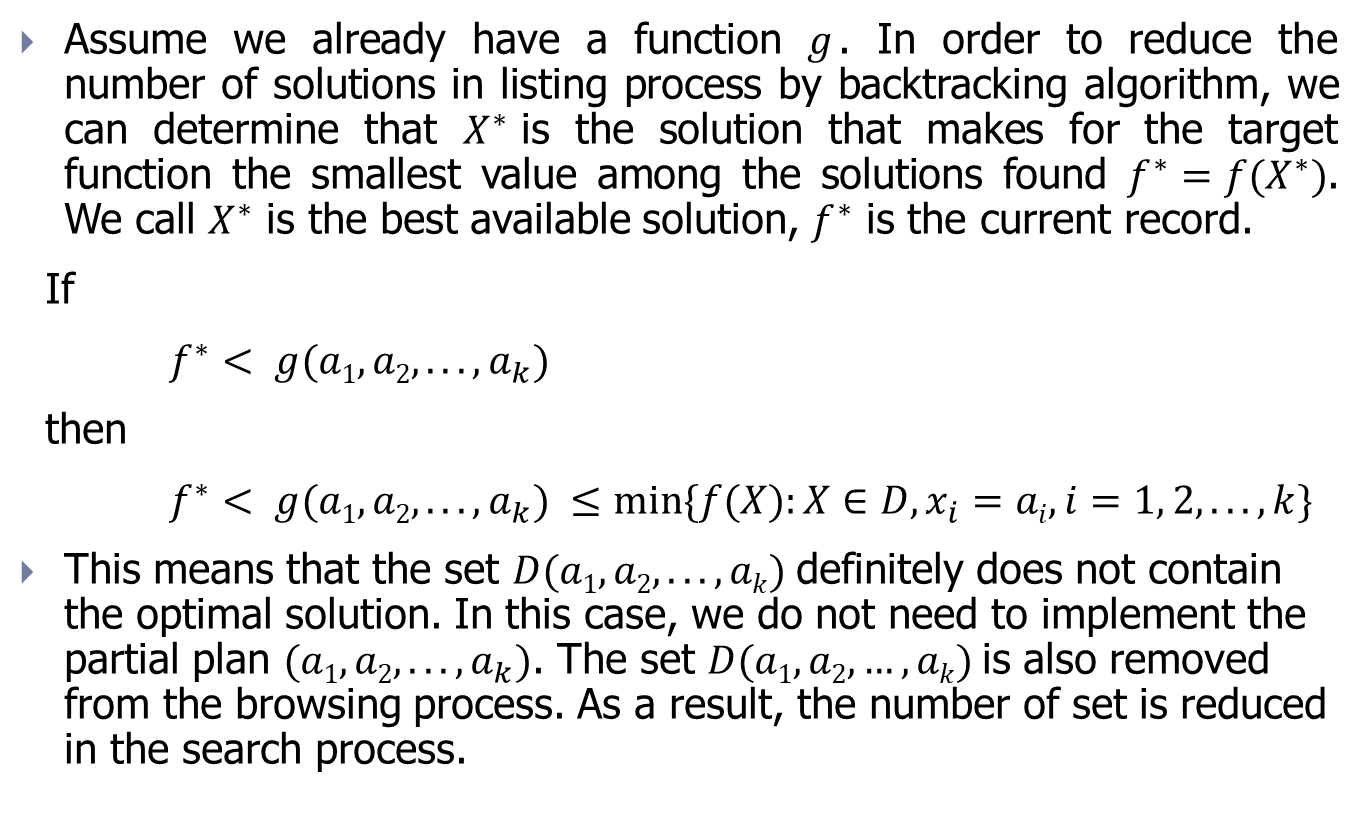 Assume we already have a function g. In order to reduce the
number of solutions in listing process by backtracking algorithm, we
can determine that X* is the solution that makes for the target
function the smallest value among the solutions found f* = f(X*).
We call X* is the best available solution, f* is the current record.
If
f* < g(a₁, a₂, . . . , aₖ)
then
f* < g(a₁, a₂, . . . , aₖ) ≤ min{f(X): X ∈ D, xᵢ = aᵢ, i = 1, 2, . . . , k}
This means that the set D(a₁, a₂, . . . , aₖ) definitely does not contain
the optimal solution. In this case, we do not need to implement the
partial plan (a₁, a₂, . . . , aₖ). The set D(a₁, a₂, … , aₖ) is also removed
from the browsing process. As a result, the number of set is reduced
in the search process.